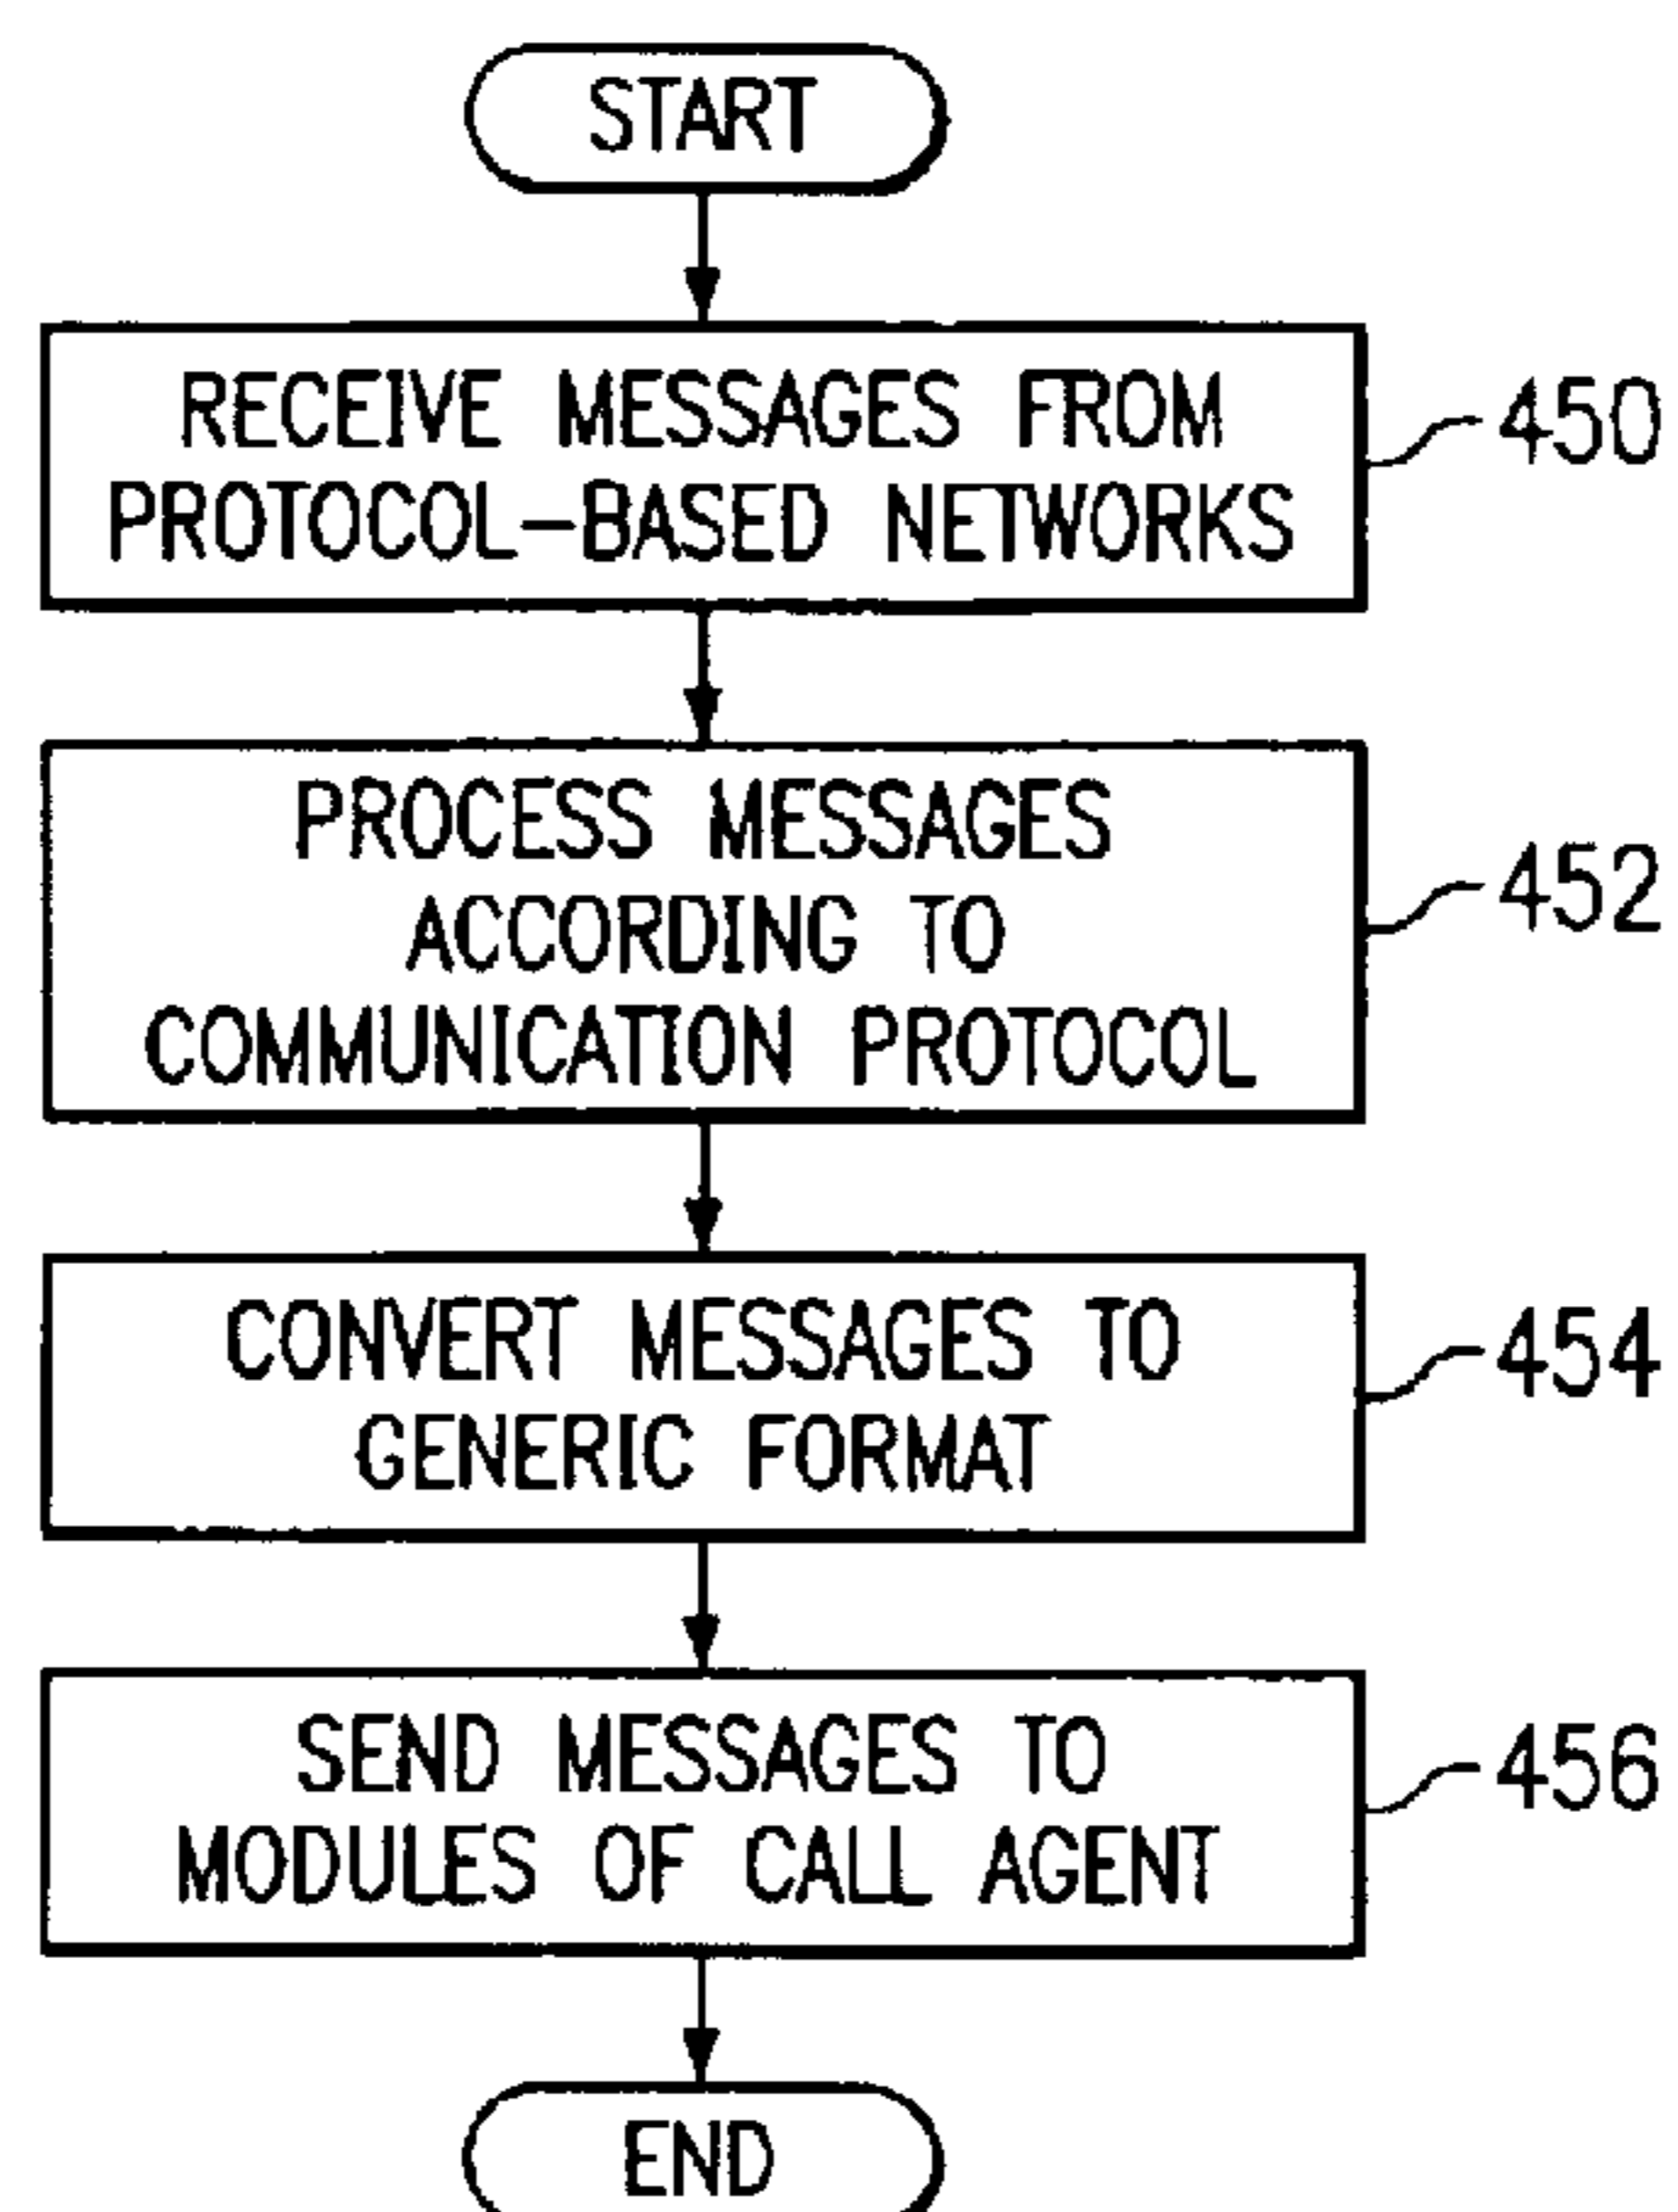 START
RECEIVE MESSAGES FROM
PROTOCOL-BASED NETWORKS
450
PROCESS MESSAGES
ACCORDING TO
COMMUNICATION PROTOCOL
452
CONVERT MESSAGES TO
GENERIC FORMAT
454
SEND MESSAGES TO
MODULES OF CALL AGENT
456
END